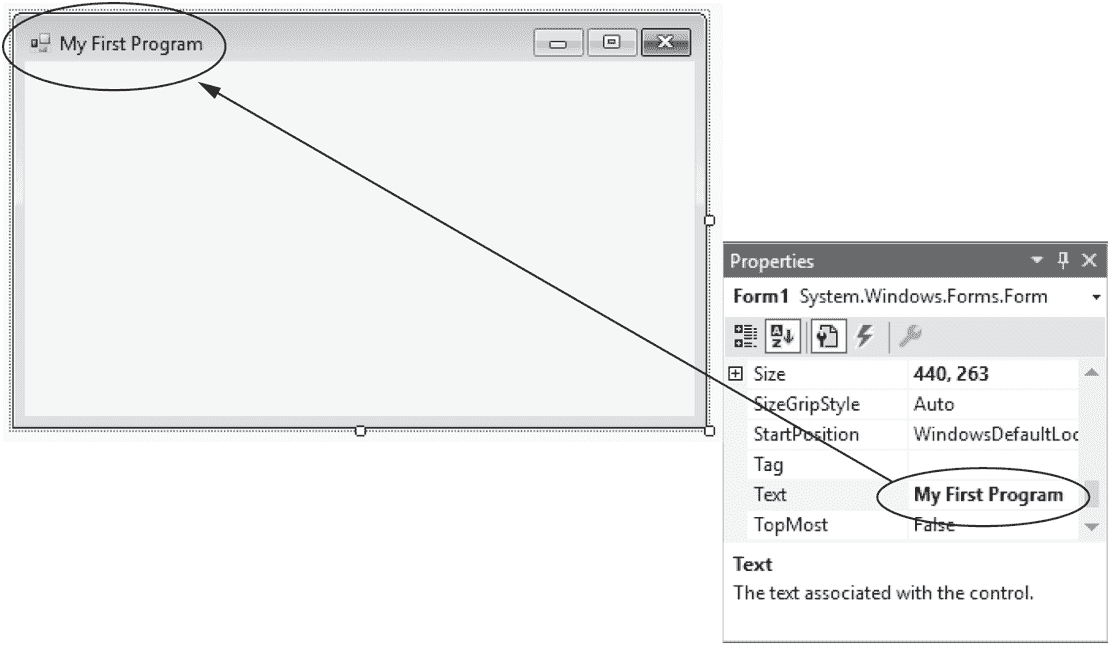 My First Program
Properties
Form1 System.Windows.Forms.Form
Size 440, 263
SizeGripStyle Auto
StartPosition WindowsDefaultLoc
Tag
Text My First Program
TopMost False
Text
The text associated with the control.